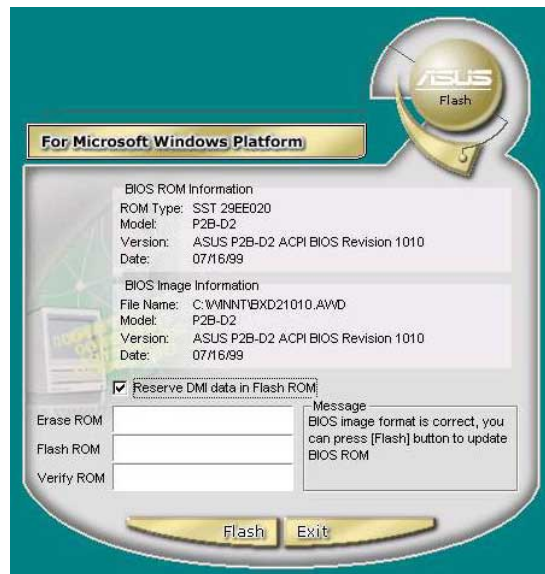 ASUS
Flash
For Microsoft Windows Platform
BIOS ROM Information
ROM Type: SST 29EE020
Model: P2B-D2
Version: ASUS P2B-D2 ACPI BIOS Revision 1010
Date: 07/16/99
BIOS Image Information
File Name: C:\WINNT\BXD21010.AWD
Model: P2B-D2
Version: ASUS P2B-D2 ACPI BIOS Revision 1010
Date: 07/16/99
Reserve DMI data in Flash ROM
Erase ROM
Flash ROM
Verify ROM
Message
BIOS image format is correct, you
can press [Flash] button to update
BIOS ROM
Flash
Exit